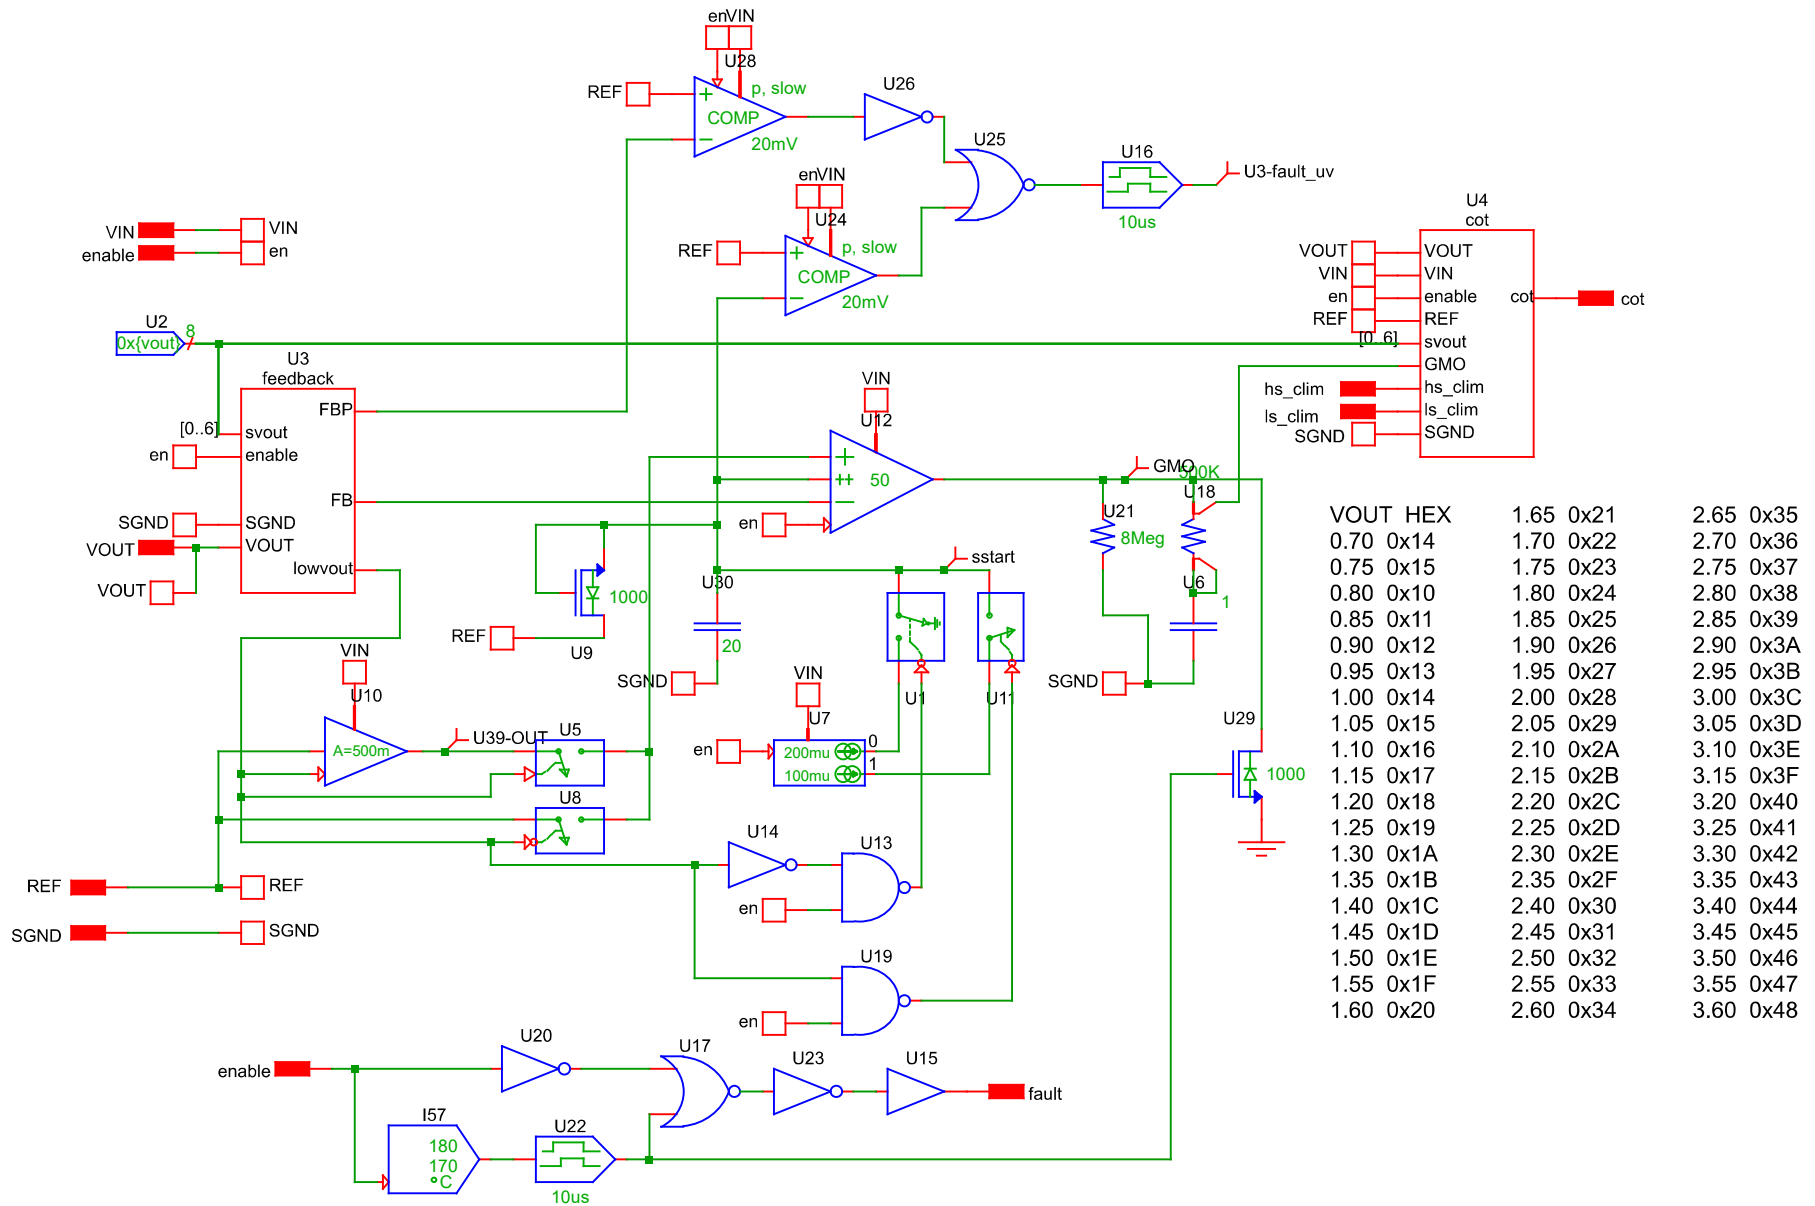 enVIN
U28
REF
p, slow
COMP
20mV
U26
U25
U16
10us
U3-fault_uv
enVIN
U24
REF
p, slow
COMP
20mV
VIN
VIN
enable
en
U2
0x{vout}
8
U3
feedback
FBP
[0..6]
svout
en
enable
FB
SGND
SGND
VOUT
VOUT
VOUT
lowvout
U4
cot
VOUT
VOUT
VIN
VIN
en
enable
cot
cot
REF
REF
[0..6]
svout
GMO
hs_clim
hs_clim
ls_clim
ls_clim
SGND
SGND
VIN
U12
50
en
GMO
500K
U18
U21
8Meg
U6
1
SGND
sstart
U30
20
SGND
1000
REF
U9
VIN
U10
A=500m
U39-OUT
U5
U8
VIN
U7
en
200mu
0
100mu
1
U1
U11
U29
1000
U14
U13
en
U19
en
REF
REF
SGND
SGND
enable
U20
U17
U23
U15
fault
I57
180
170
°C
U22
10us
VOUT HEX
0.70 0x14
0.75 0x15
0.80 0x10
0.85 0x11
0.90 0x12
0.95 0x13
1.00 0x14
1.05 0x15
1.10 0x16
1.15 0x17
1.20 0x18
1.25 0x19
1.30 0x1A
1.35 0x1B
1.40 0x1C
1.45 0x1D
1.50 0x1E
1.55 0x1F
1.60 0x20
1.65 0x21
1.70 0x22
1.75 0x23
1.80 0x24
1.85 0x25
1.90 0x26
1.95 0x27
2.00 0x28
2.05 0x29
2.10 0x2A
2.15 0x2B
2.20 0x2C
2.25 0x2D
2.30 0x2E
2.35 0x2F
2.40 0x30
2.45 0x31
2.50 0x32
2.55 0x33
2.60 0x34
2.65 0x35
2.70 0x36
2.75 0x37
2.80 0x38
2.85 0x39
2.90 0x3A
2.95 0x3B
3.00 0x3C
3.05 0x3D
3.10 0x3E
3.15 0x3F
3.20 0x40
3.25 0x41
3.30 0x42
3.35 0x43
3.40 0x44
3.45 0x45
3.50 0x46
3.55 0x47
3.60 0x48